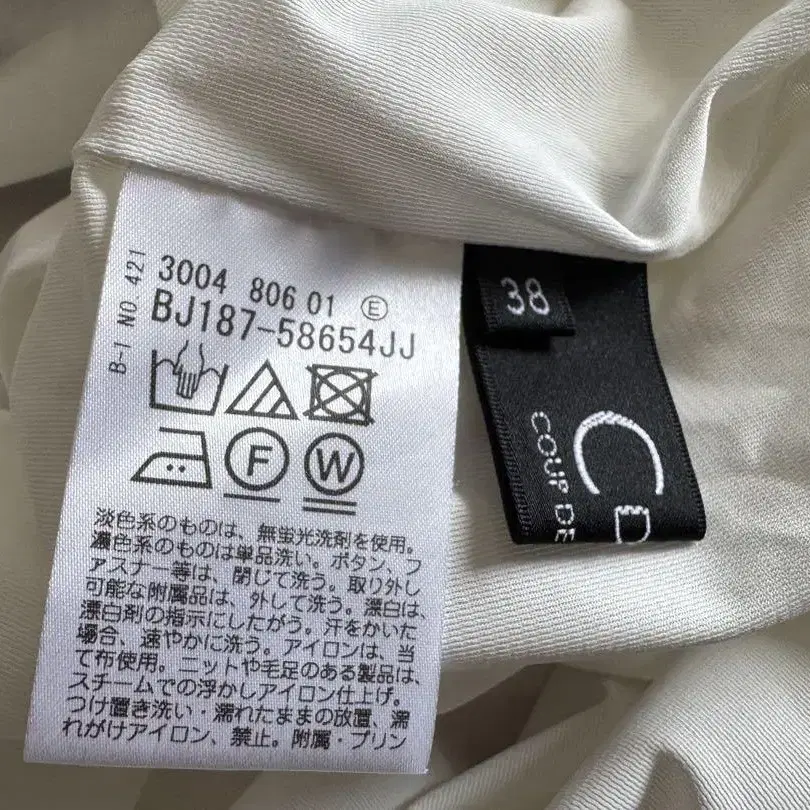 B-I NO 421
3004 806 01 Ⓔ
BJ187-58654JJ
F
W
淡色系のものは、無蛍光洗剤を使用。
濃色系のものは単品洗い。ボタン、フ
ァスナー等は、閉じて洗う。取り外し
可能な附属品は、外して洗う。漂白は、
漂白剤の指示にしたがう。汗をかいた
場合、速やかに洗う。アイロンは、当
て布使用。ニットや毛足のある製品は、
スチームでの浮かしアイロン仕上げ。
つけ置き洗い・濡れたままの放置、濡
れがけアイロン、禁止。附属・プリン
38
COUP DE